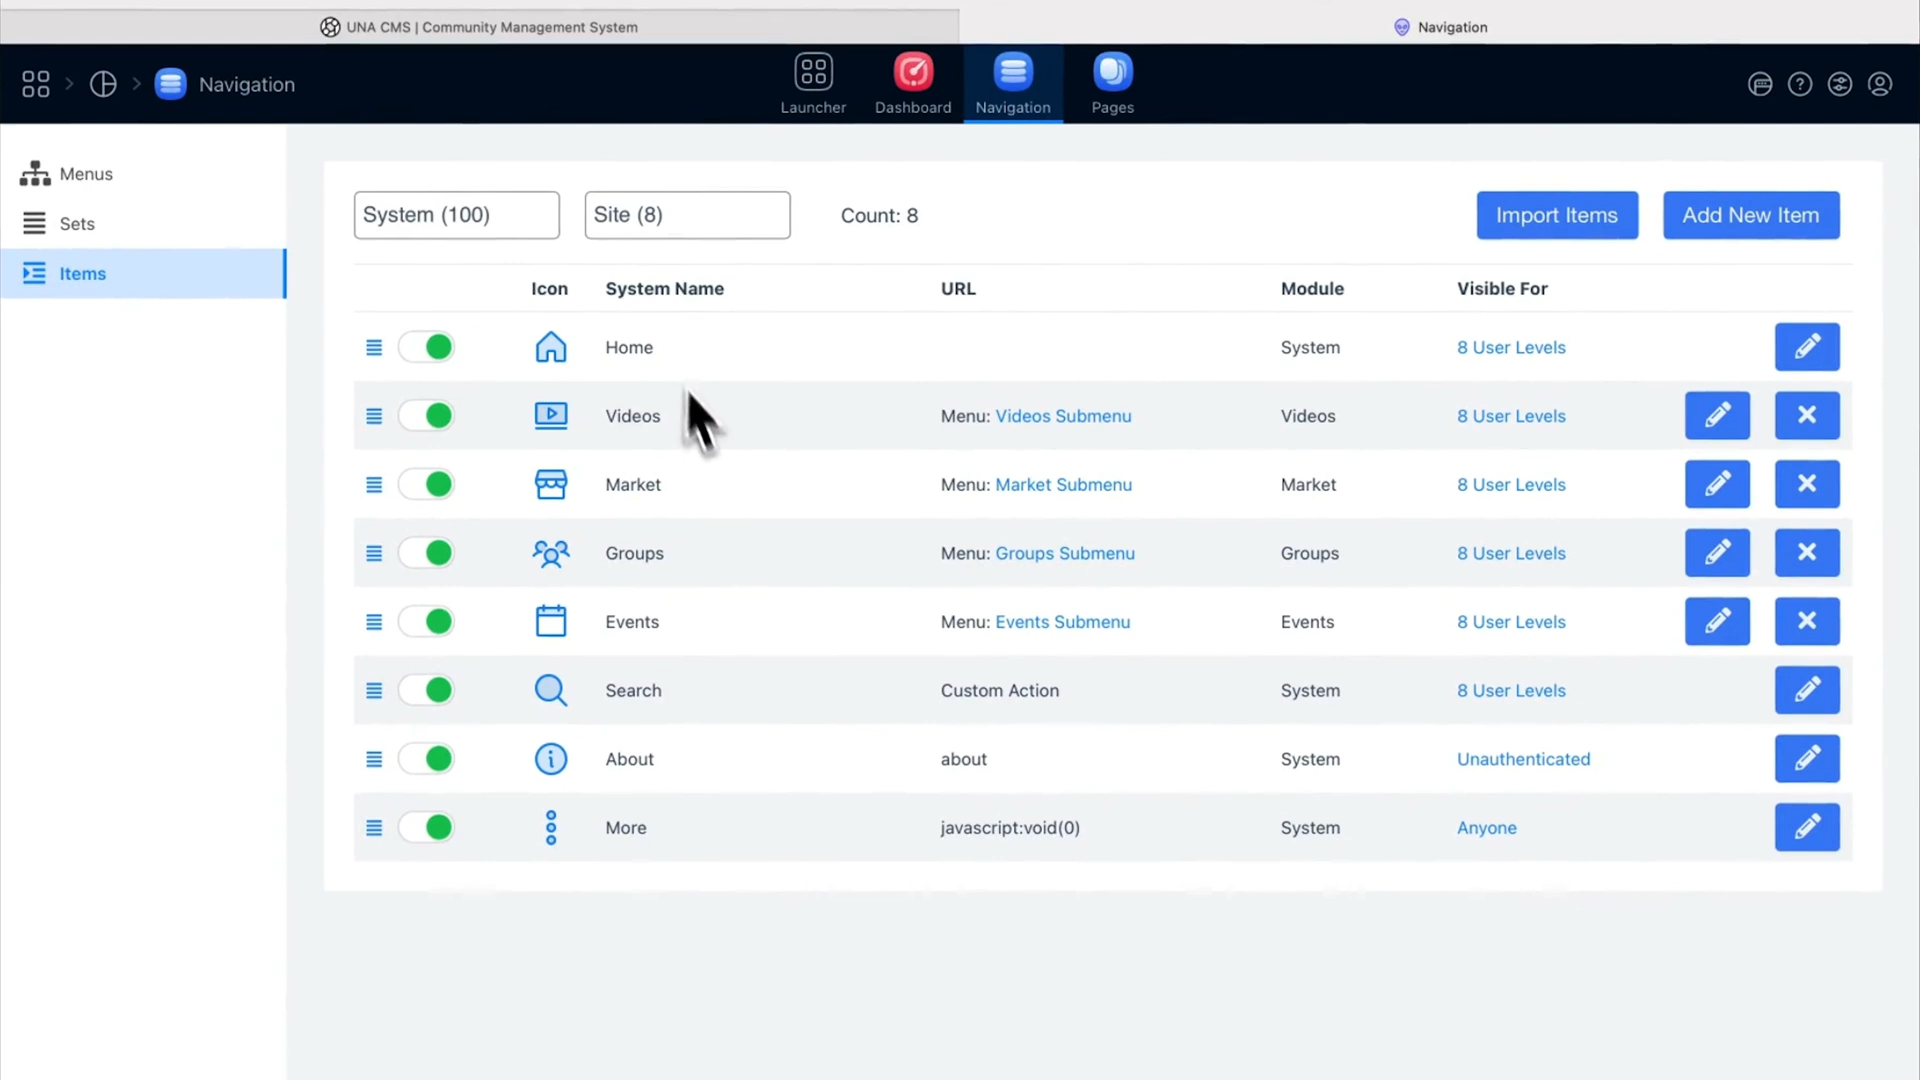 UNA CMS | Community Management System
Navigation
Navigation
Launcher
Dashboard
Navigation
Pages
Menus
Sets
Items
System (100)
Site (8)
Count: 8
Import Items
Add New Item
Icon System Name URL Module Visible For
Home System 8 User Levels
Videos Menu: Videos Submenu Videos 8 User Levels
Market Menu: Market Submenu Market 8 User Levels
Groups Menu: Groups Submenu Groups 8 User Levels
Events Menu: Events Submenu Events 8 User Levels
Search Custom Action System 8 User Levels
About about System Unauthenticated
More javascript:void(0) System Anyone